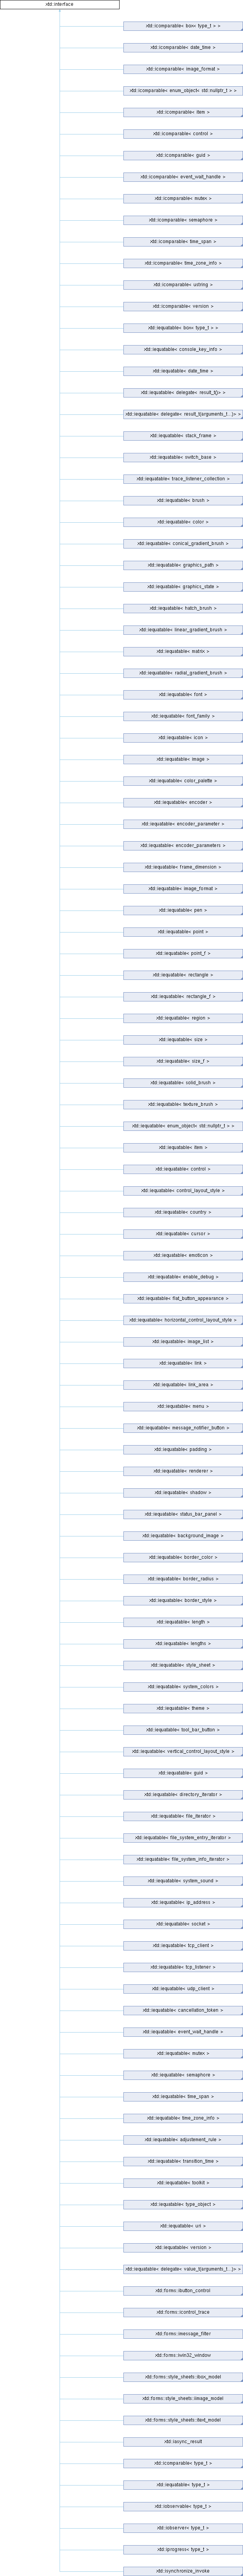 xtd::interface
xtd::icomparable< box< type_t > >
xtd::icomparable< date_time >
xtd::icomparable< image_format >
xtd::icomparable< enum_object< std::nullptr_t > >
xtd::icomparable< item >
xtd::icomparable< control >
xtd::icomparable< guid >
xtd::icomparable< event_wait_handle >
xtd::icomparable< mutex >
xtd::icomparable< semaphore >
xtd::icomparable< time_span >
xtd::icomparable< time_zone_info >
xtd::icomparable< ustring >
xtd::icomparable< version >
xtd::iequatable< box< type_t > >
xtd::iequatable< console_key_info >
xtd::iequatable< date_time >
xtd::iequatable< delegate< result_t()> >
xtd::iequatable< delegate< result_t(arguments_t...)> >
xtd::iequatable< stack_frame >
xtd::iequatable< switch_base >
xtd::iequatable< trace_listener_collection >
xtd::iequatable< brush >
xtd::iequatable< color >
xtd::iequatable< conical_gradient_brush >
xtd::iequatable< graphics_path >
xtd::iequatable< graphics_state >
xtd::iequatable< hatch_brush >
xtd::iequatable< linear_gradient_brush >
xtd::iequatable< matrix >
xtd::iequatable< radial_gradient_brush >
xtd::iequatable< font >
xtd::iequatable< font_family >
xtd::iequatable< icon >
xtd::iequatable< image >
xtd::iequatable< color_palette >
xtd::iequatable< encoder >
xtd::iequatable< encoder_parameter >
xtd::iequatable< encoder_parameters >
xtd::iequatable< frame_dimension >
xtd::iequatable< image_format >
xtd::iequatable< pen >
xtd::iequatable< point >
xtd::iequatable< point_f >
xtd::iequatable< rectangle >
xtd::iequatable< rectangle_f >
xtd::iequatable< region >
xtd::iequatable< size >
xtd::iequatable< size_f >
xtd::iequatable< solid_brush >
xtd::iequatable< texture_brush >
xtd::iequatable< enum_object< std::nullptr_t > >
xtd::iequatable< item >
xtd::iequatable< control >
xtd::iequatable< control_layout_style >
xtd::iequatable< country >
xtd::iequatable< cursor >
xtd::iequatable< emoticon >
xtd::iequatable< enable_debug >
xtd::iequatable< flat_button_appearance >
xtd::iequatable< horizontal_control_layout_style >
xtd::iequatable< image_list >
xtd::iequatable< link >
xtd::iequatable< link_area >
xtd::iequatable< menu >
xtd::iequatable< message_notifier_button >
xtd::iequatable< padding >
xtd::iequatable< renderer >
xtd::iequatable< shadow >
xtd::iequatable< status_bar_panel >
xtd::iequatable< background_image >
xtd::iequatable< border_color >
xtd::iequatable< border_radius >
xtd::iequatable< border_style >
xtd::iequatable< length >
xtd::iequatable< lengths >
xtd::iequatable< style_sheet >
xtd::iequatable< system_colors >
xtd::iequatable< theme >
xtd::iequatable< tool_bar_button >
xtd::iequatable< vertical_control_layout_style >
xtd::iequatable< guid >
xtd::iequatable< directory_iterator >
xtd::iequatable< file_iterator >
xtd::iequatable< file_system_entry_iterator >
xtd::iequatable< file_system_info_iterator >
xtd::iequatable< system_sound >
xtd::iequatable< ip_address >
xtd::iequatable< socket >
xtd::iequatable< tcp_client >
xtd::iequatable< tcp_listener >
xtd::iequatable< udp_client >
xtd::iequatable< cancellation_token >
xtd::iequatable< event_wait_handle >
xtd::iequatable< mutex >
xtd::iequatable< semaphore >
xtd::iequatable< time_span >
xtd::iequatable< time_zone_info >
xtd::iequatable< adjustement_rule >
xtd::iequatable< transition_time >
xtd::iequatable< toolkit >
xtd::iequatable< type_object >
xtd::iequatable< uri >
xtd::iequatable< version >
xtd::iequatable< delegate< value_t(arguments_t...)> >
xtd::forms::ibutton_control
xtd::forms::icontrol_trace
xtd::forms::imessage_filter
xtd::forms::iwin32_window
xtd::forms::style_sheets::ibox_model
xtd::forms::style_sheets::iimage_model
xtd::forms::style_sheets::itext_model
xtd::iasync_result
xtd::icomparable< type_t >
xtd::iequatable< type_t >
xtd::iobservable< type_t >
xtd::iobserver< type_t >
xtd::iprogress< type_t >
xtd::isynchronize_invoke